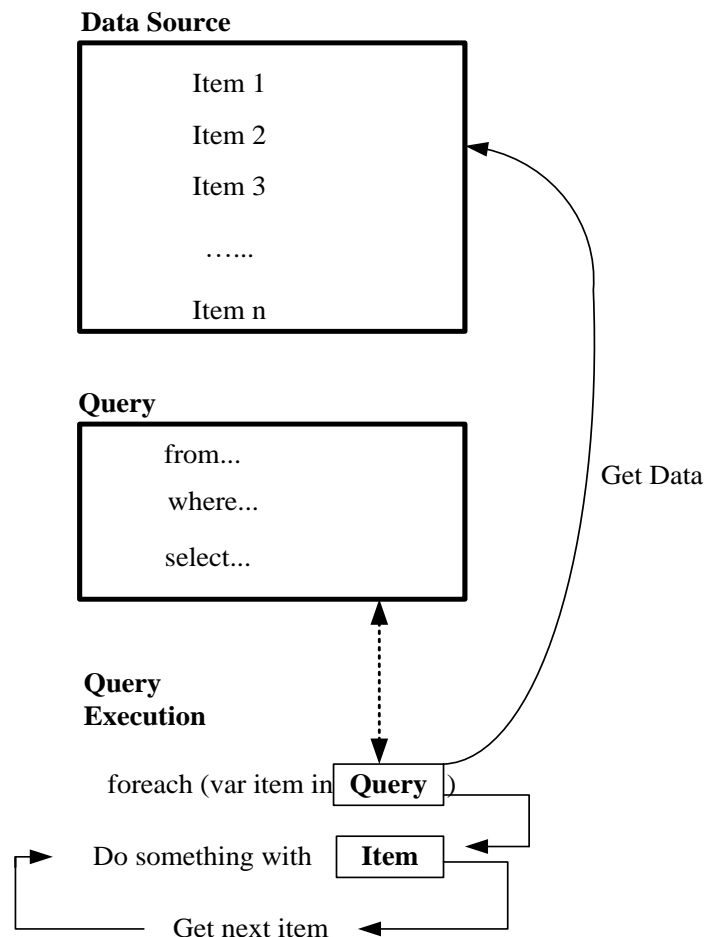 Data Source
Item 1
Item 2
Item 3
…...
Item n
Query
from...
where...
select...
Get Data
Query
Execution
foreach (var item in Query )
Do something with Item
Get next item